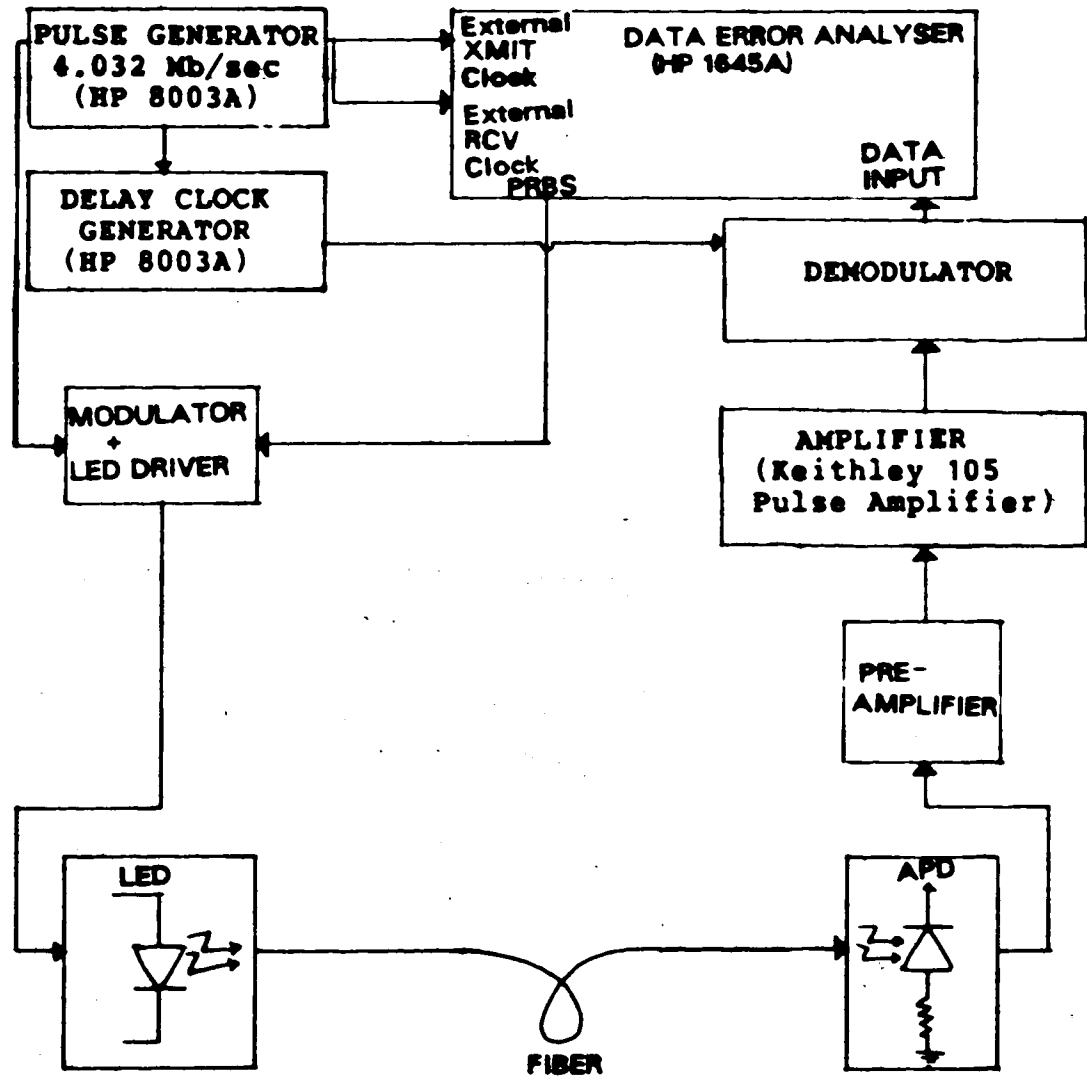 PULSE GENERATOR
4.032 Mb/sec
(HP 8003A)
External
XMIT
Clock
External
RCV
Clock
PRBS
DATA ERROR ANALYSER
(HP 1645A)
DATA
INPUT
DELAY CLOCK
GENERATOR
(HP 8003A)
DEMODULATOR
MODULATOR
+
LED DRIVER
AMPLIFIER
(Keithley 105
Pulse Amplifier)
PRE-
AMPLIFIER
LED
APD
FIBER